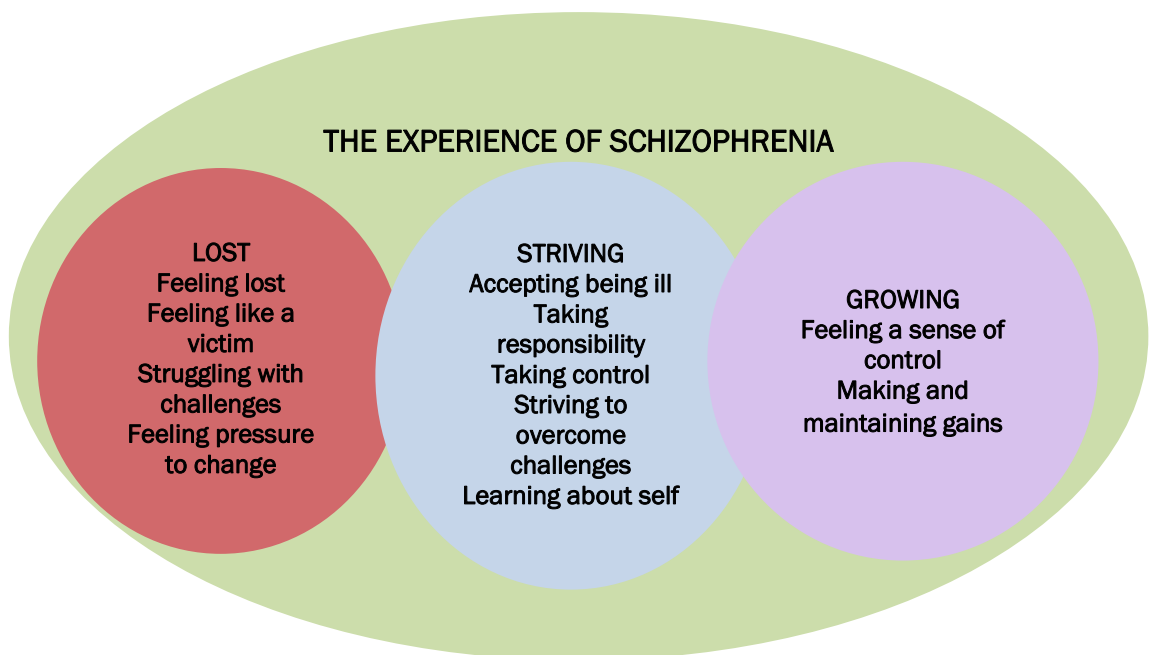 THE EXPERIENCE OF SCHIZOPHRENIA
LOST
Feeling lost
Feeling like a
victim
Struggling with
challenges
Feeling pressure
to change
STRIVING
Accepting being ill
Taking
responsibility
Taking control
Striving to
overcome
challenges
Learning about self
GROWING
Feeling a sense of
control
Making and
maintaining gains